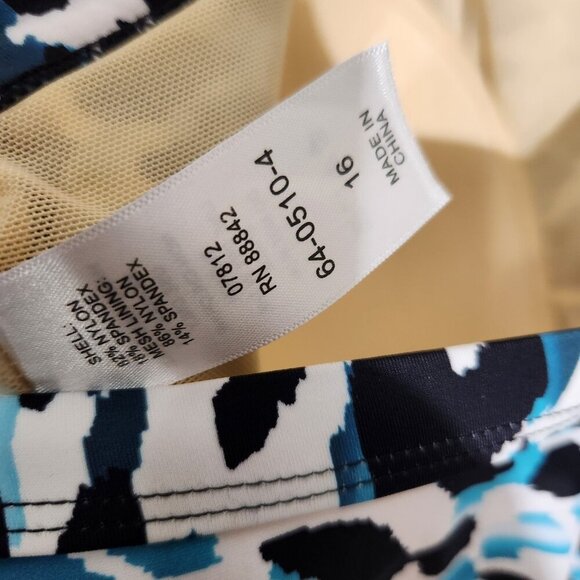 MADE IN
CHINA
16
64-0510-4
RN 88842
07812
SHELL:
82% NYLON
18% SPANDEX
MESH LINING:
86% NYLON
14% SPANDEX